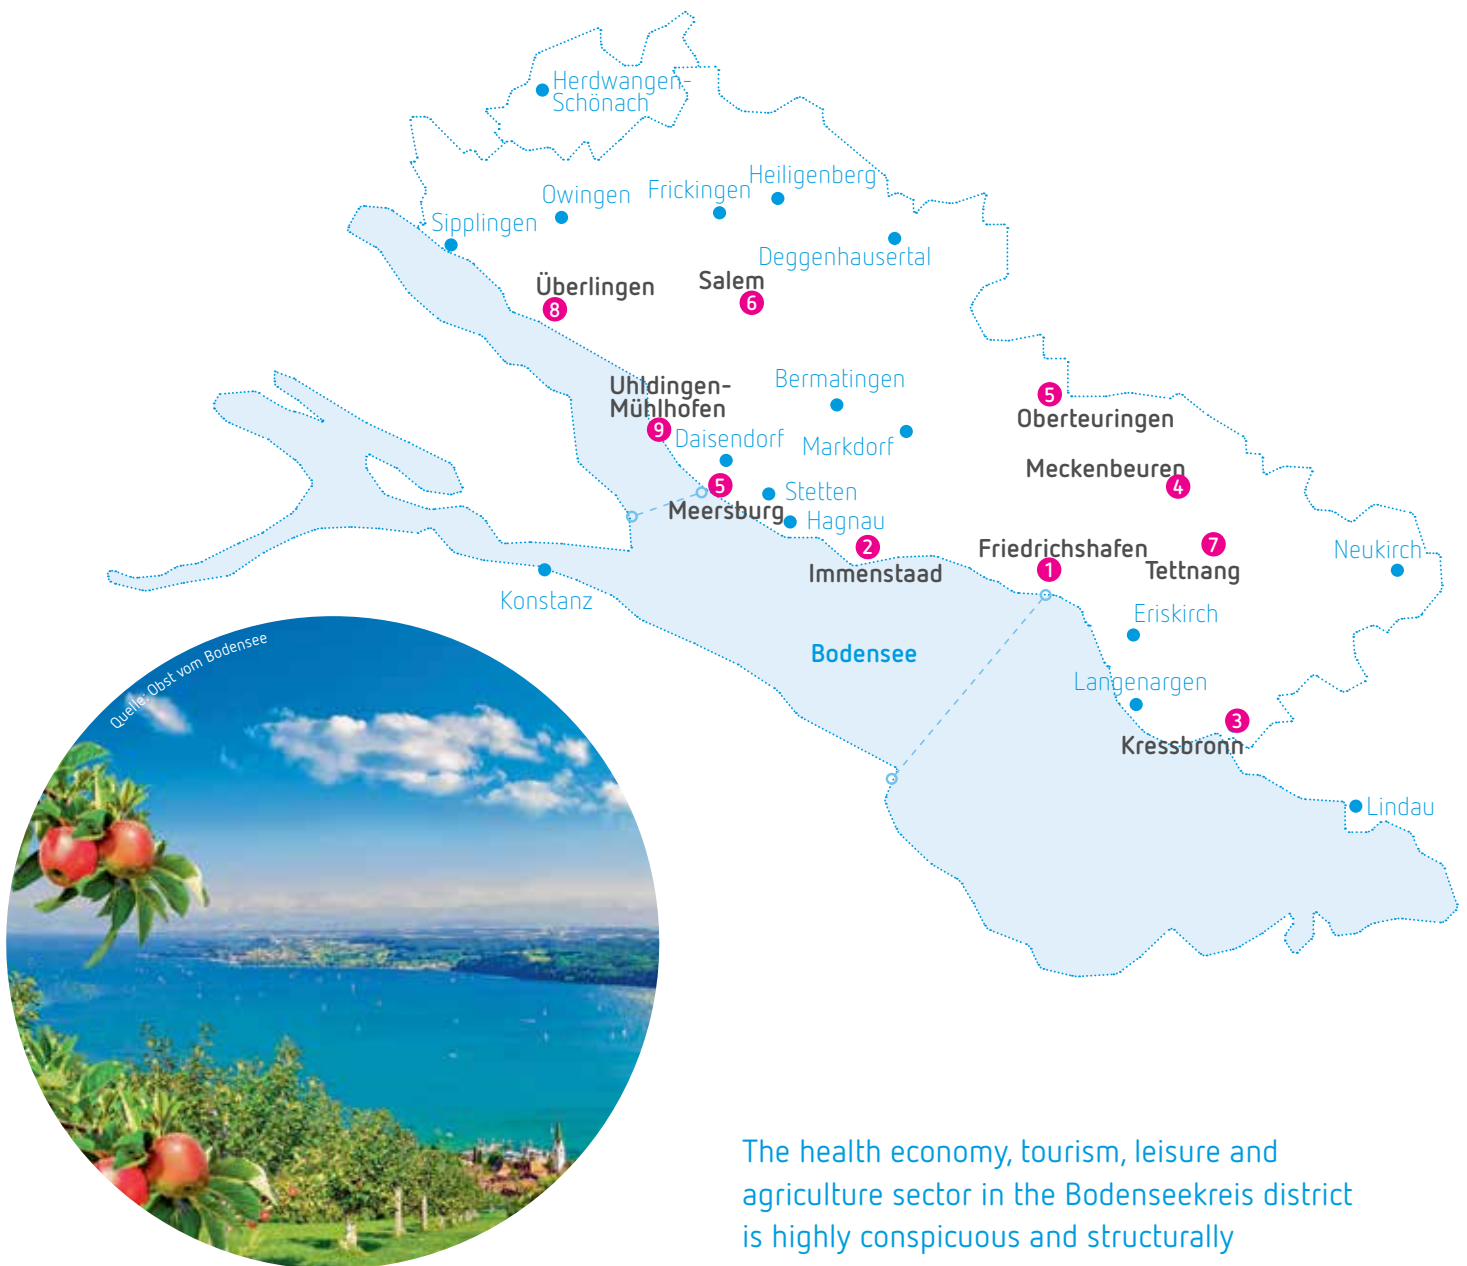 Herdwangen-
Schönach
Heiligenberg
Owingen
Frickingen
Sipplingen
Deggenhausertal
Überlingen
8
Salem
6
Uhldingen-
Mühlhofen
9
Bermatingen
5
Oberteuringen
Daisendorf
Markdorf
Meckenbeuren
4
5
Meersburg
Stetten
Hagnau
2
Immenstaad
Friedrichshafen
1
7
Tettnang
Neukirch
Konstanz
Eriskirch
Bodensee
Langenargen
3
Kressbronn
Lindau
Quelle: Obst vom Bodensee
The health economy, tourism, leisure and
agriculture sector in the Bodenseekreis district
is highly conspicuous and structurally